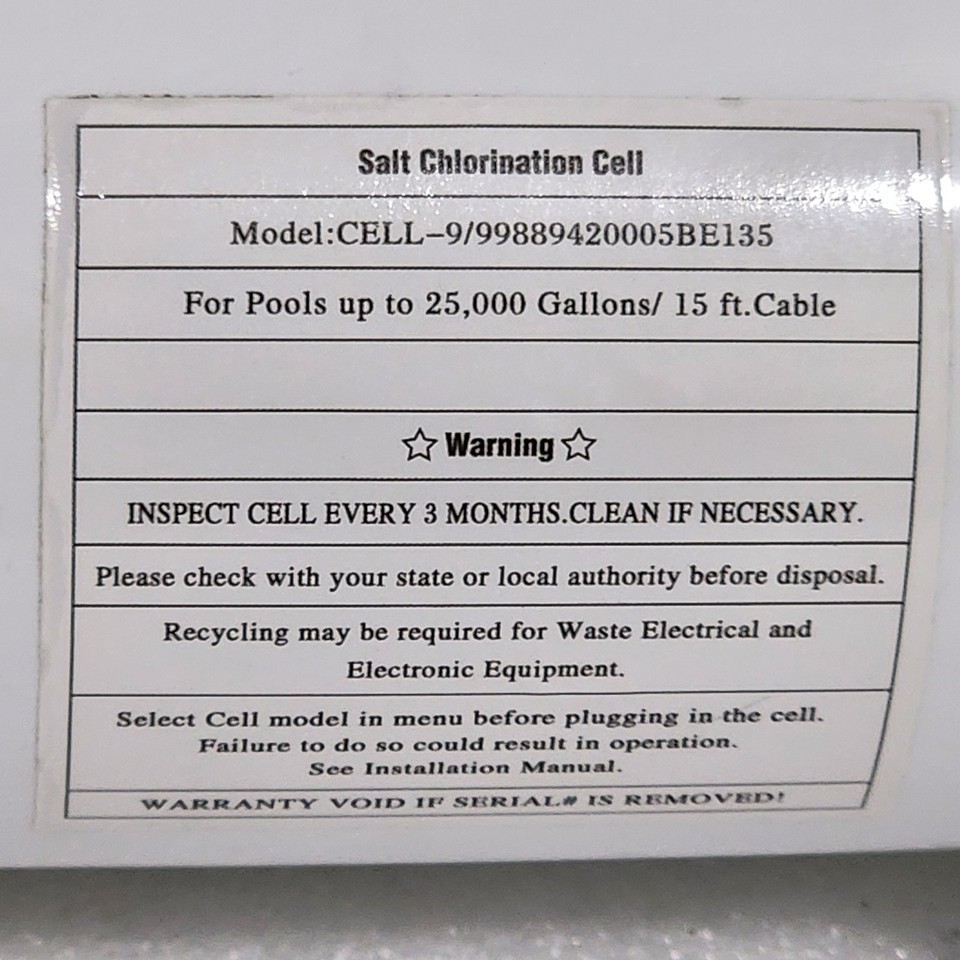 Salt Chlorination Cell
Model:CELL-9/99889420005BE135
For Pools up to 25,000 Gallons/ 15 ft.Cable
☆ Warning ☆
INSPECT CELL EVERY 3 MONTHS.CLEAN IF NECESSARY.
Please check with your state or local authority before disposal.
Recycling may be required for Waste Electrical and
Electronic Equipment.
Select Cell model in menu before plugging in the cell.
Failure to do so could result in operation.
See Installation Manual.
WARRANTY VOID IF SERIAL# IS REMOVED!